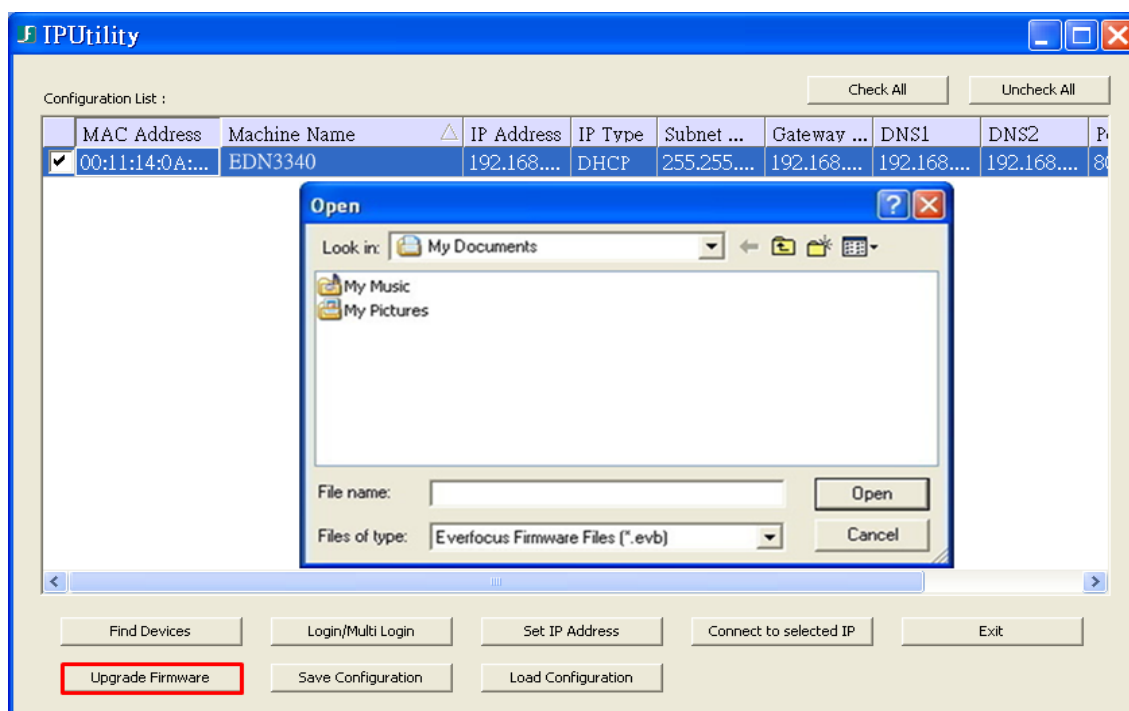 IPUtility
Check All Uncheck All
Configuration List :
MAC Address Machine Name IP Address IP Type Subnet ... Gateway ... DNS1 DNS2
00:11:14:0A:... EDN3340 192.168.... DHCP 255.255.... 192.168.... 192.168.... 192.168....
Open
Look in: My Documents
My Music
My Pictures
File name: Open
Files of type: Everfocus Firmware Files (*.evb) Cancel
Find Devices Login/Multi Login Set IP Address Connect to selected IP Exit
Upgrade Firmware Save Configuration Load Configuration